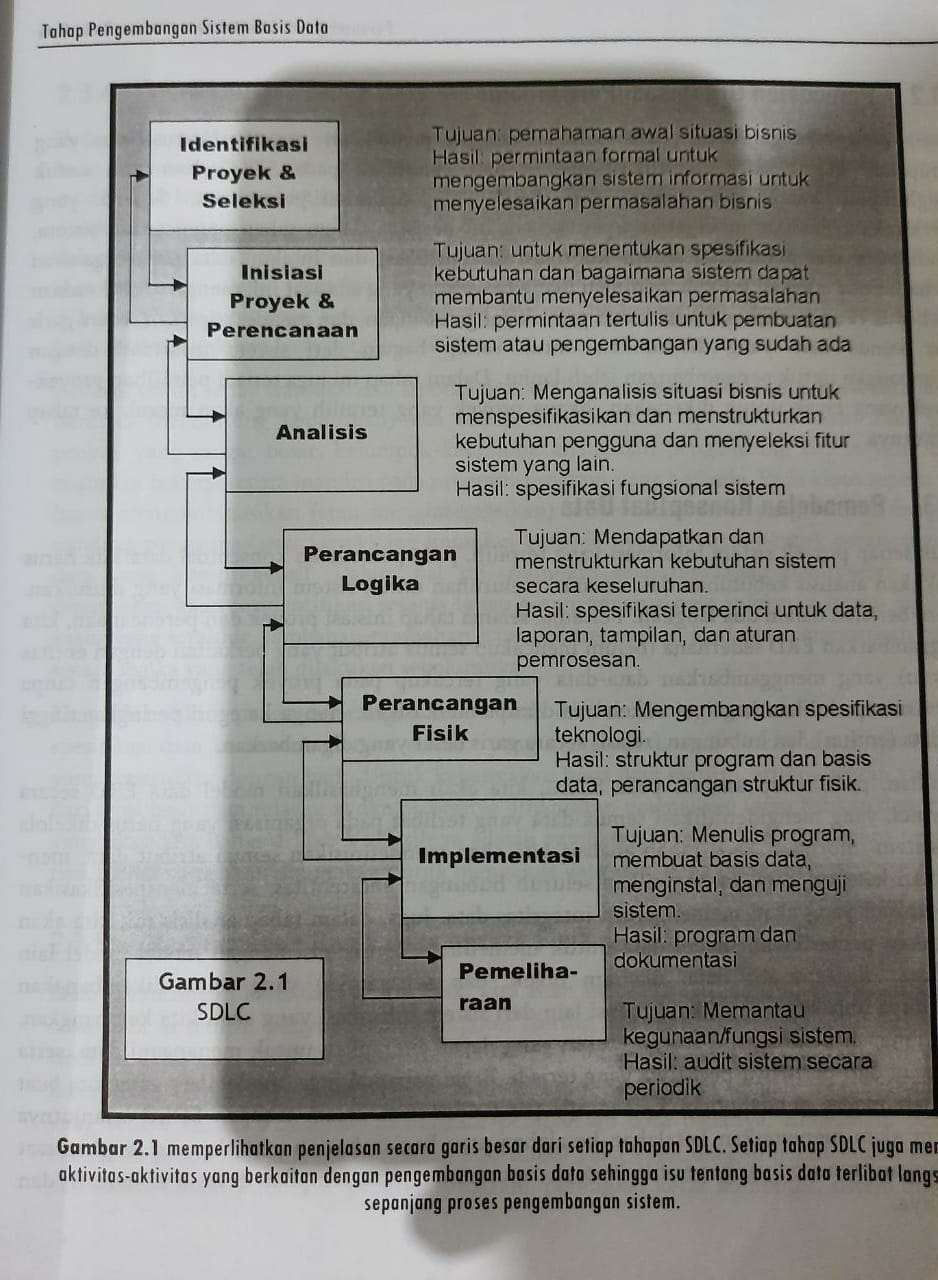 Tahap Pengembangan Sistem Basis Data
Identifikasi
Proyek &
Seleksi
Tujuan: pemahaman awal situasi bisnis
Hasil: permintaan formal untuk
mengembangkan sistem informasi untuk
menyelesaikan permasalahan bisnis
Inisiasi
Proyek &
Perencanaan
Tujuan: untuk menentukan spesifikasi
kebutuhan dan bagaimana sistem dapat
membantu menyelesaikan permasalahan
Hasil: permintaan tertulis untuk pembuatan
sistem atau pengembangan yang sudah ada
Analisis
Tujuan: Menganalisis situasi bisnis untuk
menspesifikasikan dan menstrukturkan
kebutuhan pengguna dan menyeleksi fitur
sistem yang lain.
Hasil: spesifikasi fungsional sistem
Perancangan
Logika
Tujuan: Mendapatkan dan
menstrukturkan kebutuhan sistem
secara keseluruhan.
Hasil: spesifikasi terperinci untuk data,
laporan, tampilan, dan aturan
pemrosesan.
Perancangan
Fisik
Tujuan: Mengembangkan spesifikasi
teknologi.
Hasil: struktur program dan basis
data, perancangan struktur fisik.
Implementasi
Tujuan: Menulis program,
membuat basis data,
menginstal, dan menguji
sistem.
Hasil: program dan
dokumentasi
Pemeliha-
raan
Tujuan: Memantau
kegunaan/fungsi sistem.
Hasil: audit sistem secara
periodik
Gambar 2.1
SDLC
Gambar 2.1 memperlihatkan penjelasan secara garis besar dari setiap tahapan SDLC. Setiap tahap SDLC juga
aktivitas-aktivitas yang berkaitan dengan pengembangan basis data sehingga isu tentang basis data terlibat
sepanjang proses pengembangan sistem.